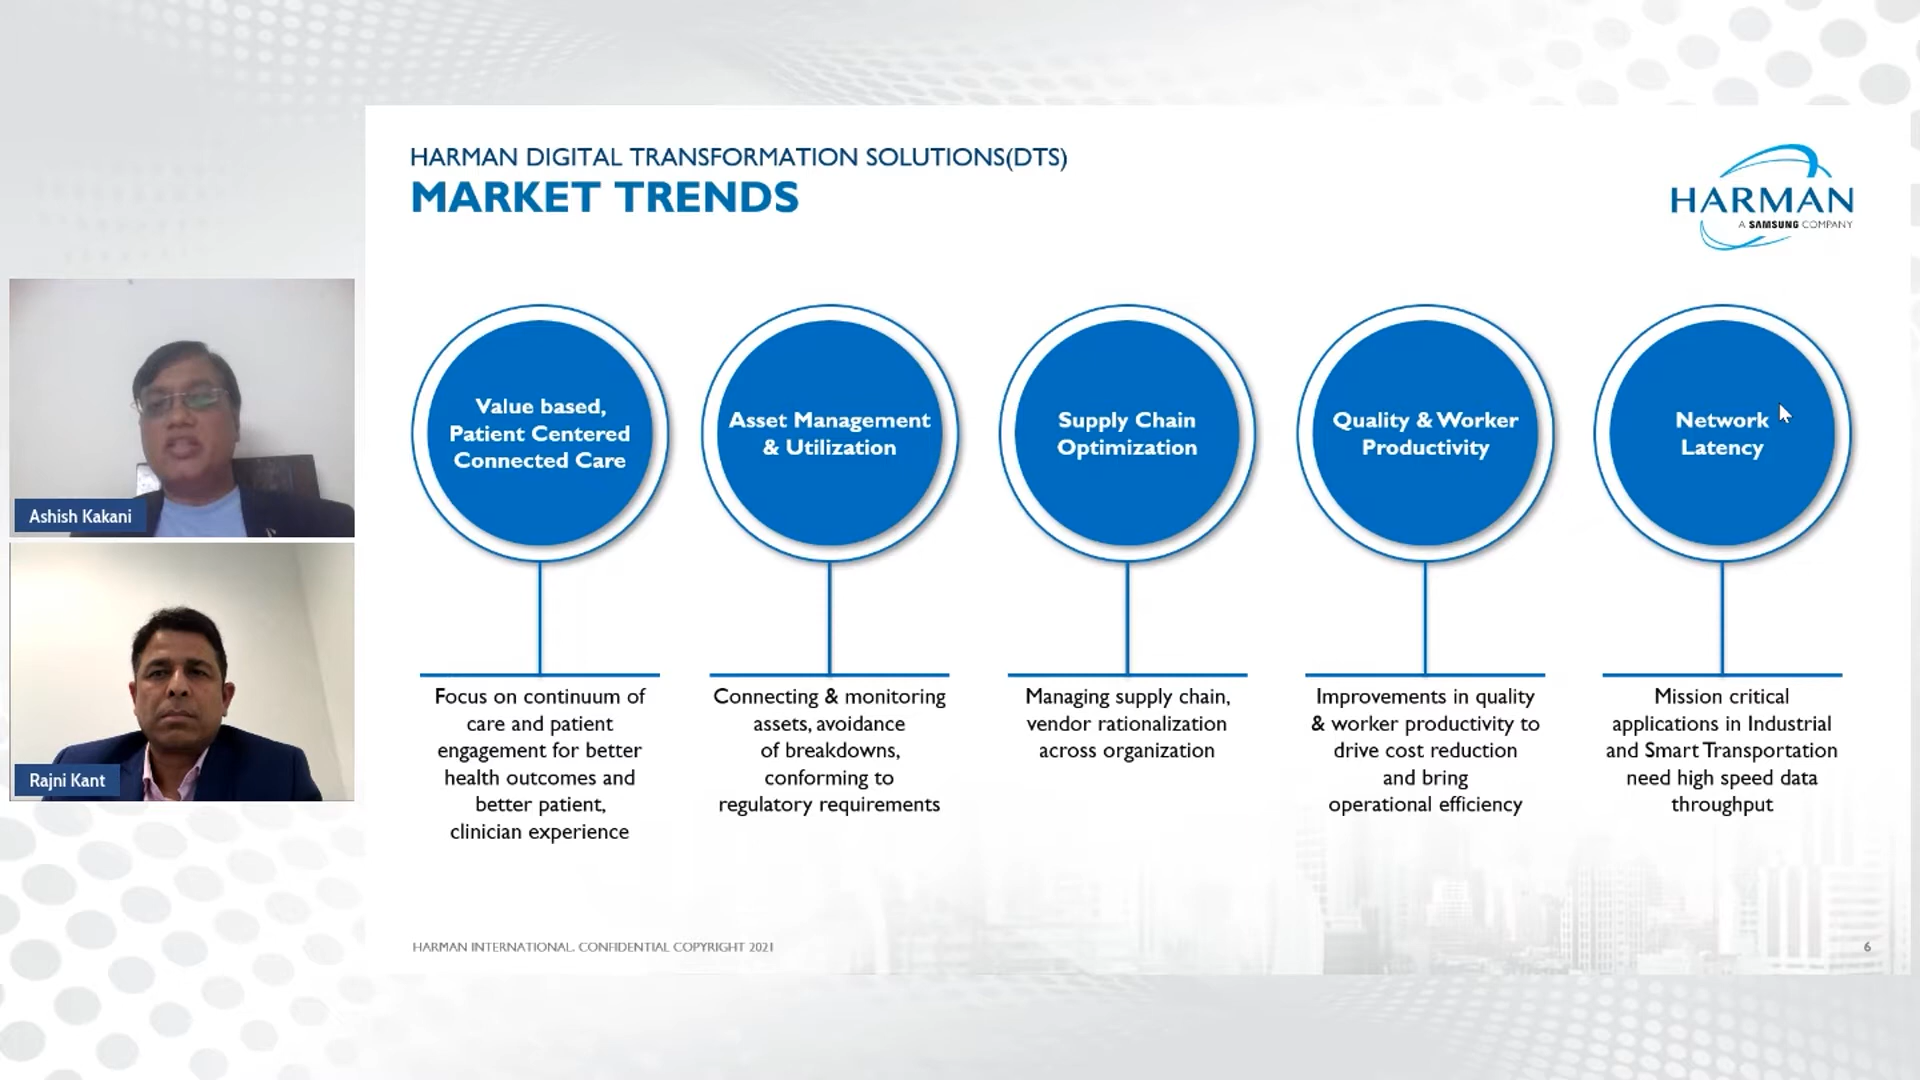 HARMAN DIGITAL TRANSFORMATION SOLUTIONS(DTS)
MARKET TRENDS
HARMAN
A SAMSUNG COMPANY
Value based,
Patient Centered
Connected Care
Asset Management
& Utilization
Supply Chain
Optimization
Quality & Worker
Productivity
Network
Latency
Focus on continuum of
care and patient
engagement for better
health outcomes and
better patient,
clinician experience
Connecting & monitoring
assets, avoidance
of breakdowns,
conforming to
regulatory requirements
Managing supply chain,
vendor rationalization
across organization
Improvements in quality
& worker productivity to
drive cost reduction
and bring
operational efficiency
Mission critical
applications in Industrial
and Smart Transportation
need high speed data
throughput
Ashish Kakani
Rajni Kant
HARMAN INTERNATIONAL. CONFIDENTIAL COPYRIGHT 2021
6